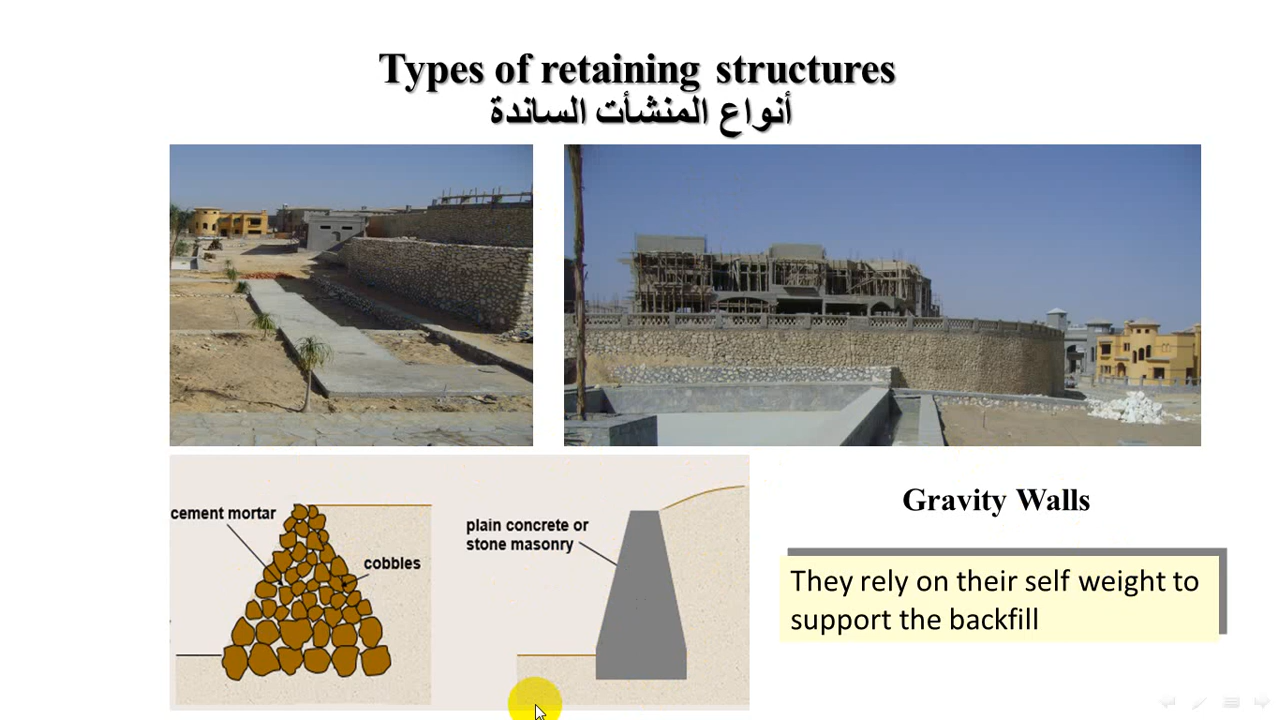 Types of retaining structures
أنواع المنشأت الساندة
cement mortar
cobbles
plain concrete or
stone masonry
Gravity Walls
They rely on their self weight to
support the backfill